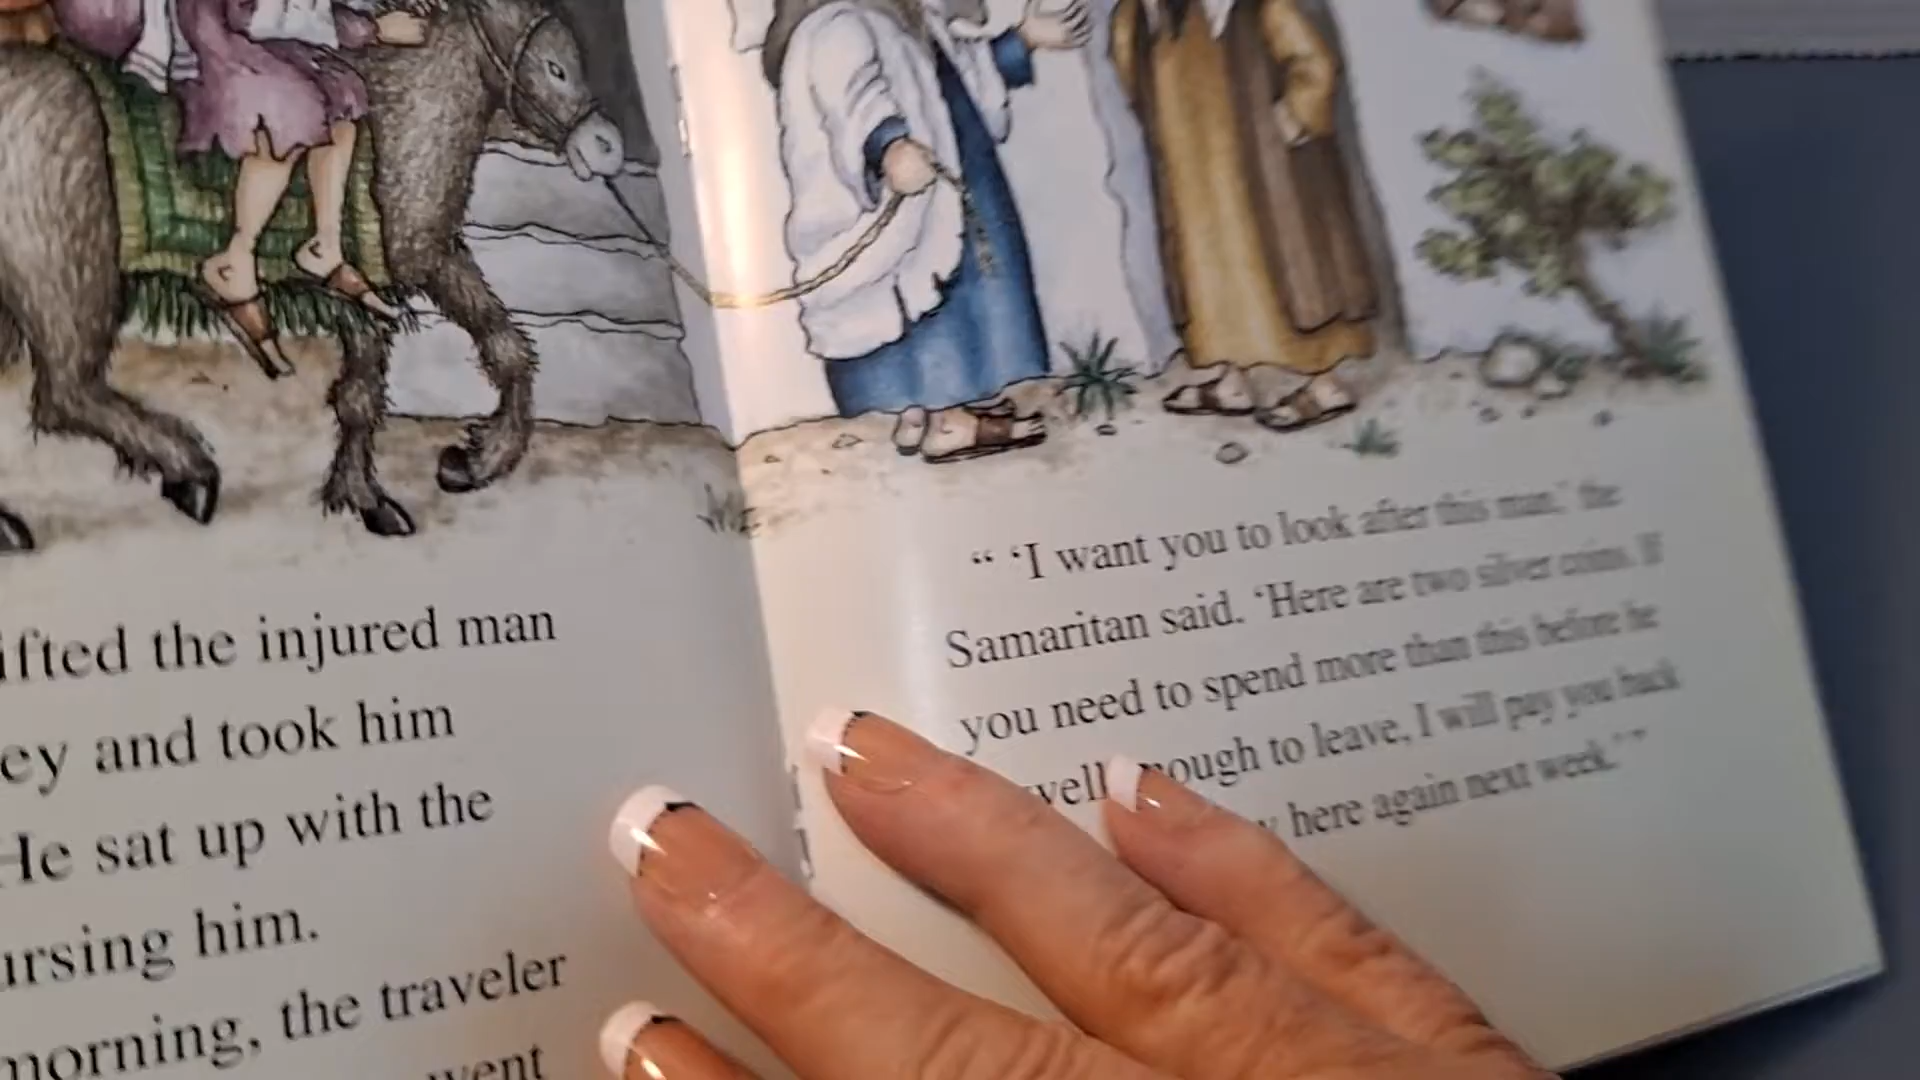 ifted the injured man
ey and took him
He sat up with the
ursing him.
morning, the traveler
went
“ ‘I want you to look after this man,’ the
Samaritan said. ‘Here are two silver coins. If
you need to spend more than this before he
well enough to leave, I will pay you back
here again next week.’ ”